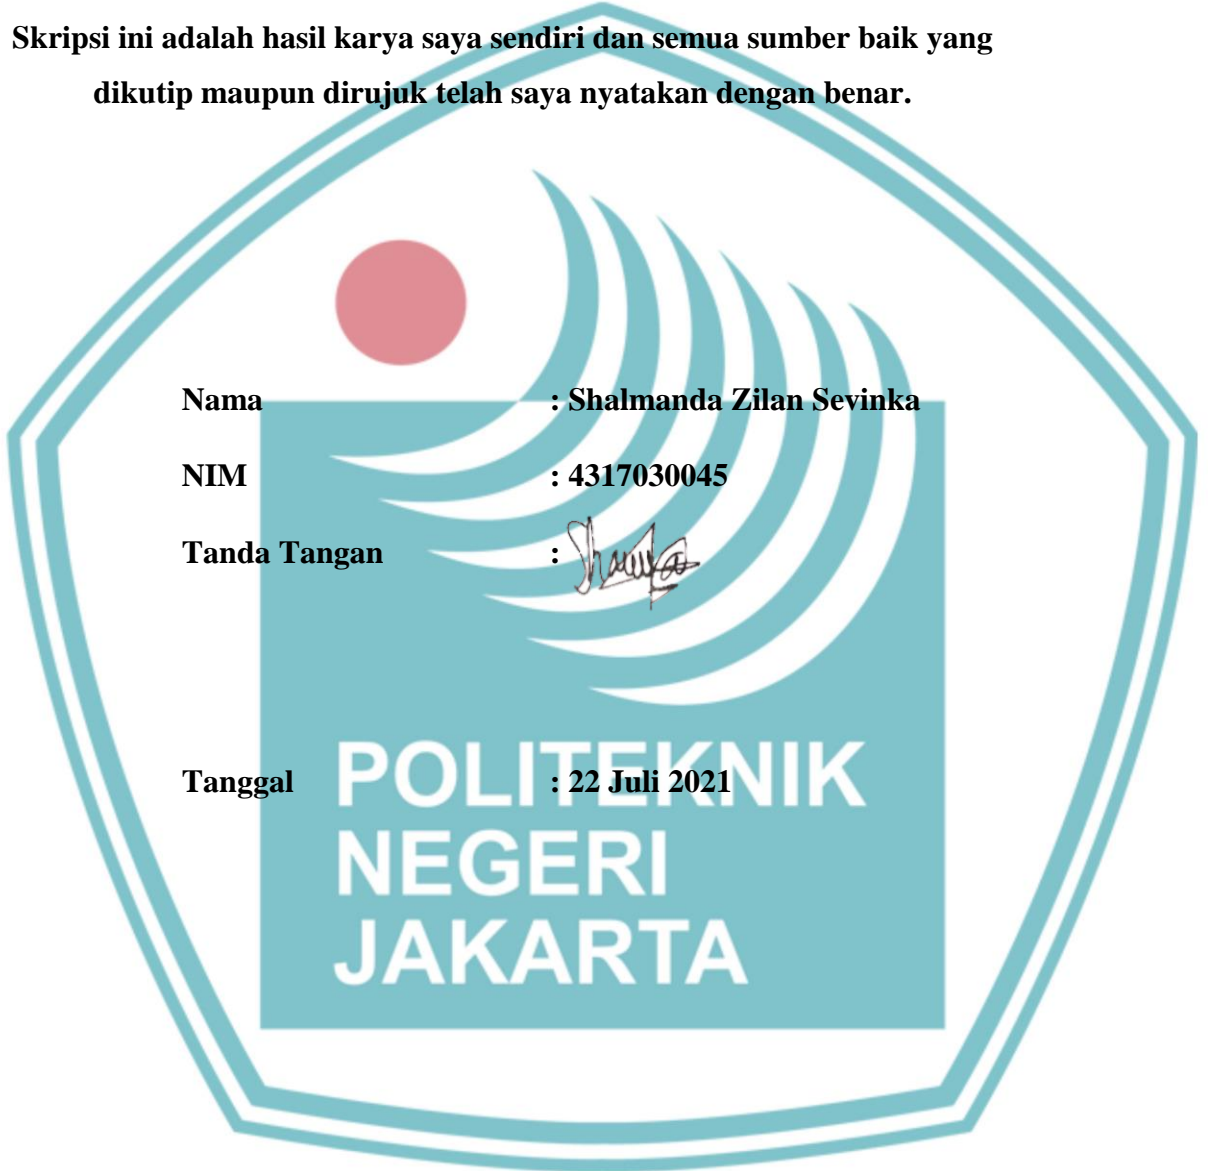 Skripsi ini adalah hasil karya saya sendiri dan semua sumber baik yang
dikutip maupun dirujuk telah saya nyatakan dengan benar.
Nama : Shalmanda Zilan Sevinka
NIM : 4317030045
Tanda Tangan :
Tanggal : 22 Juli 2021
POLITEKNIK
NEGERI
JAKARTA